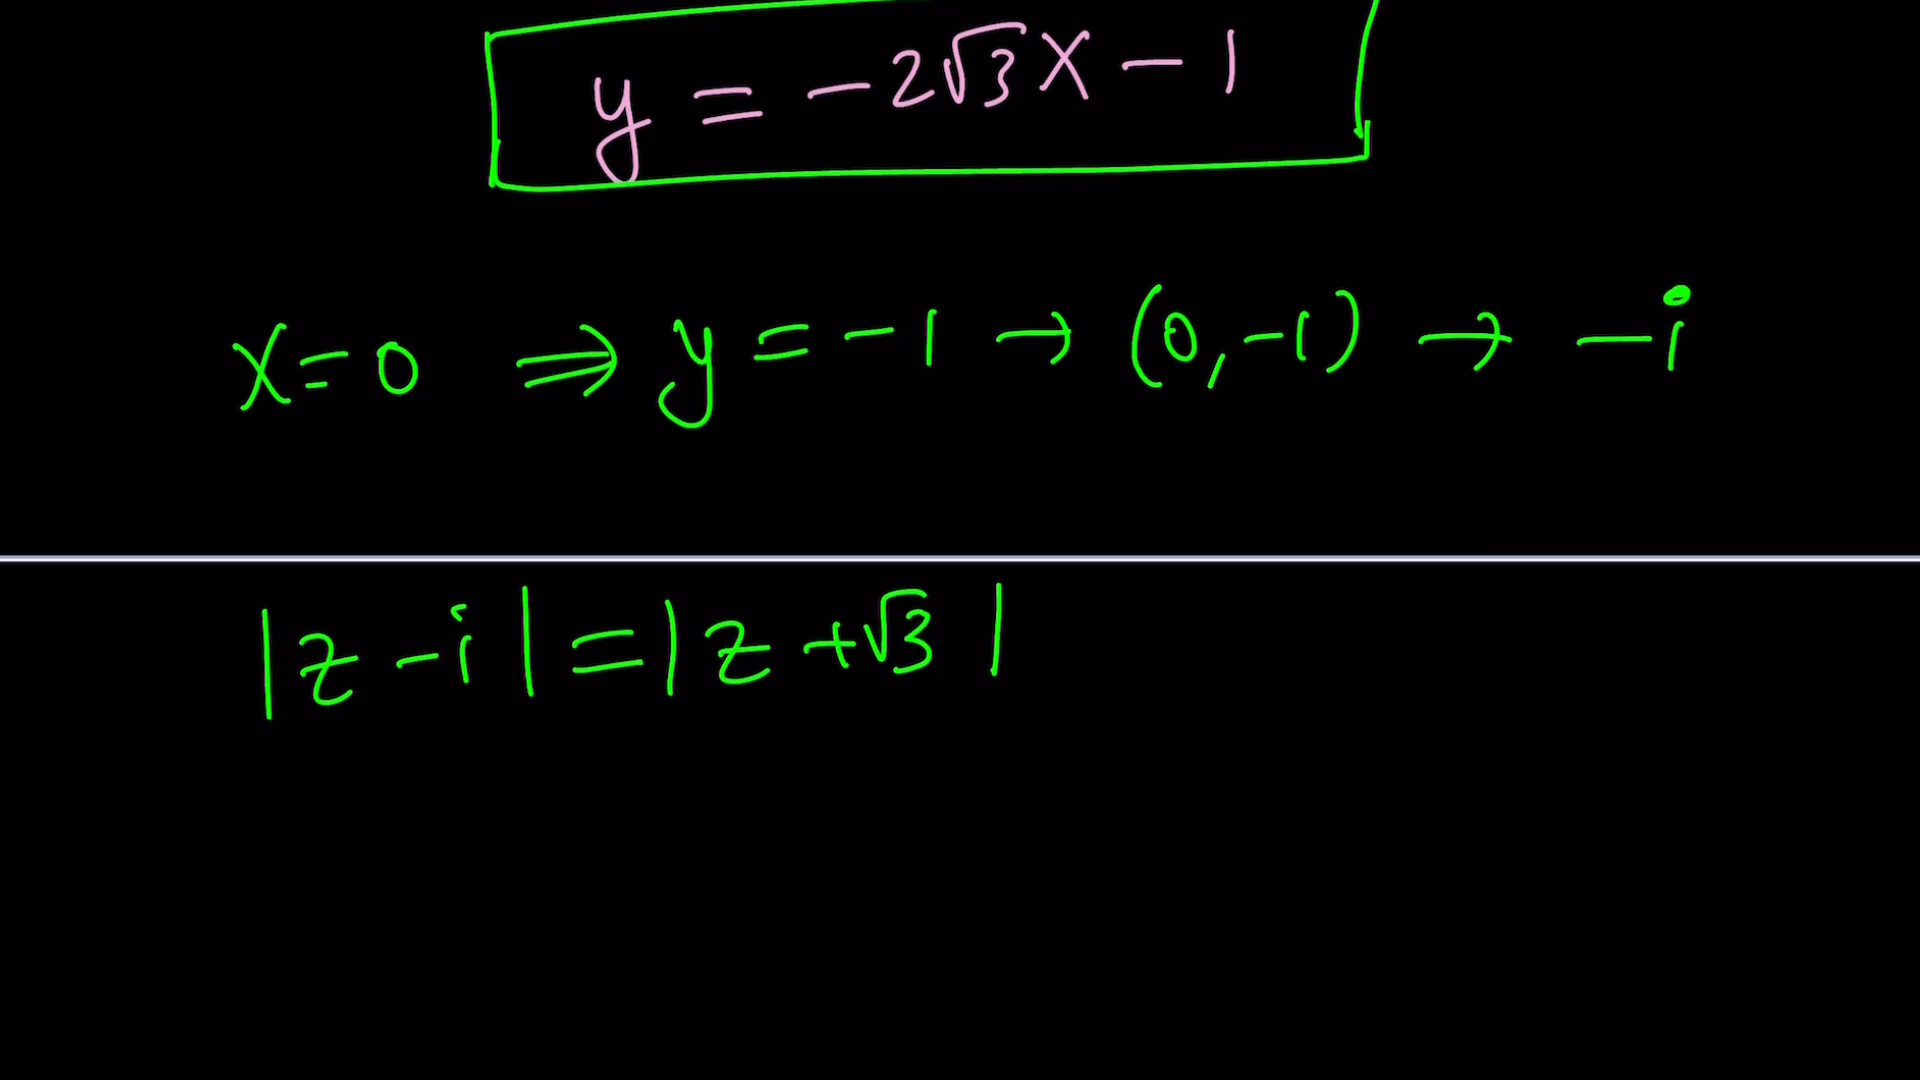 y = -2√3x - 1
x=0 ⇒ y = -1 → (0,-1) → -i
|z-i| = |z+√3|